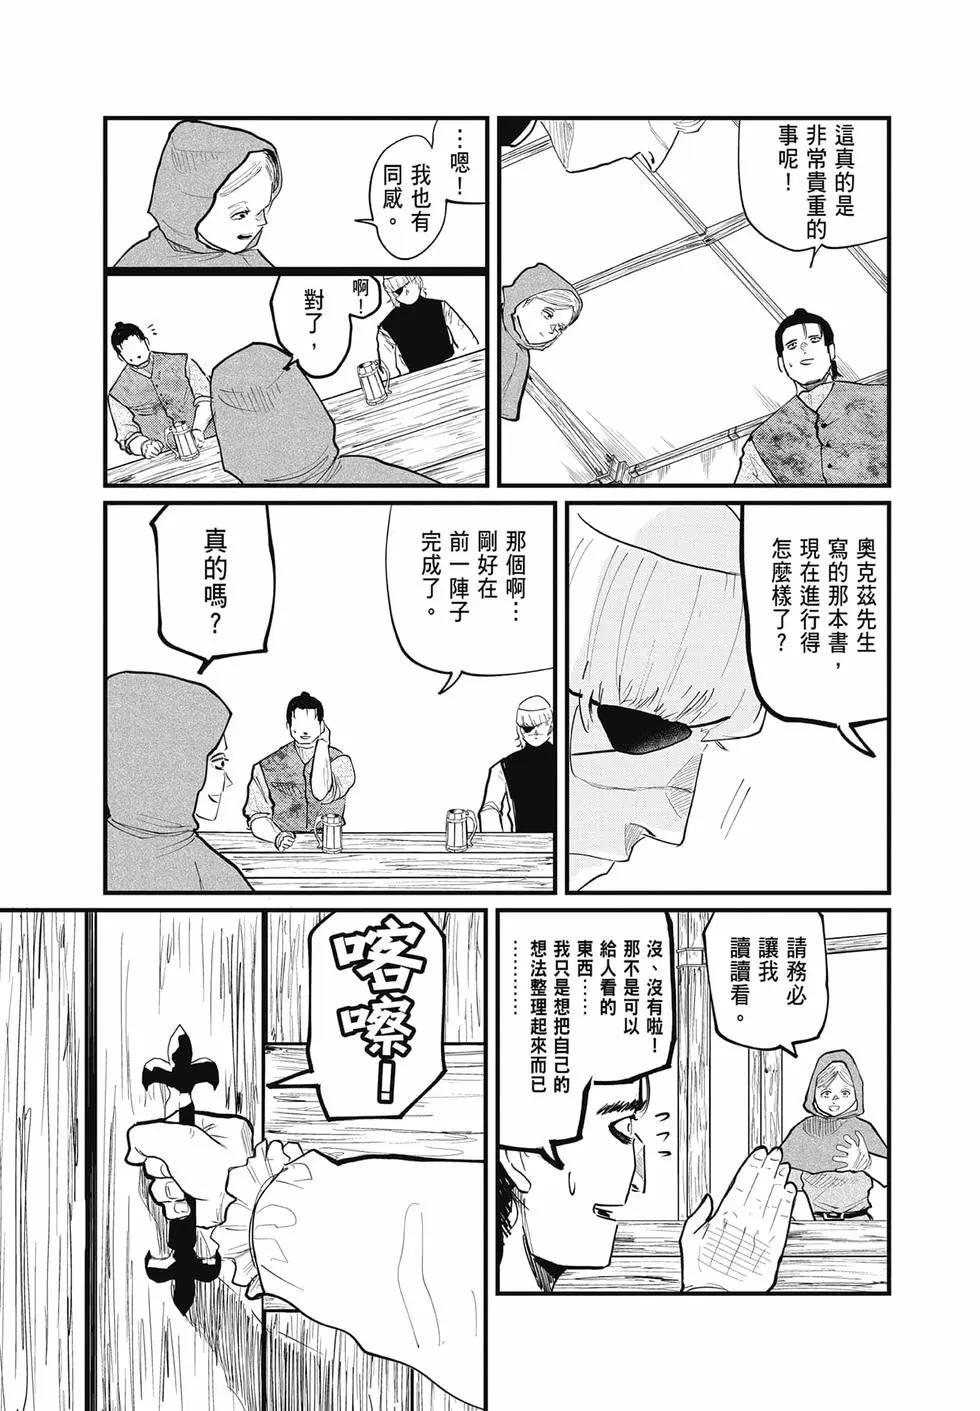 這真的是
非常貴重的
事呢！
…嗯！
我也有
同感。
啊！
對了，
奧克茲先生
寫的那本書，
現在進行得
怎麼樣了？
那個啊…
剛好在
前一陣子
完成了。
真的嗎？
請務必
讓我
讀讀看。
沒、沒有啦！
那不是可以
給人看的
東西……
我只是想把自己的
想法整理起來而已
………
喀嚓！